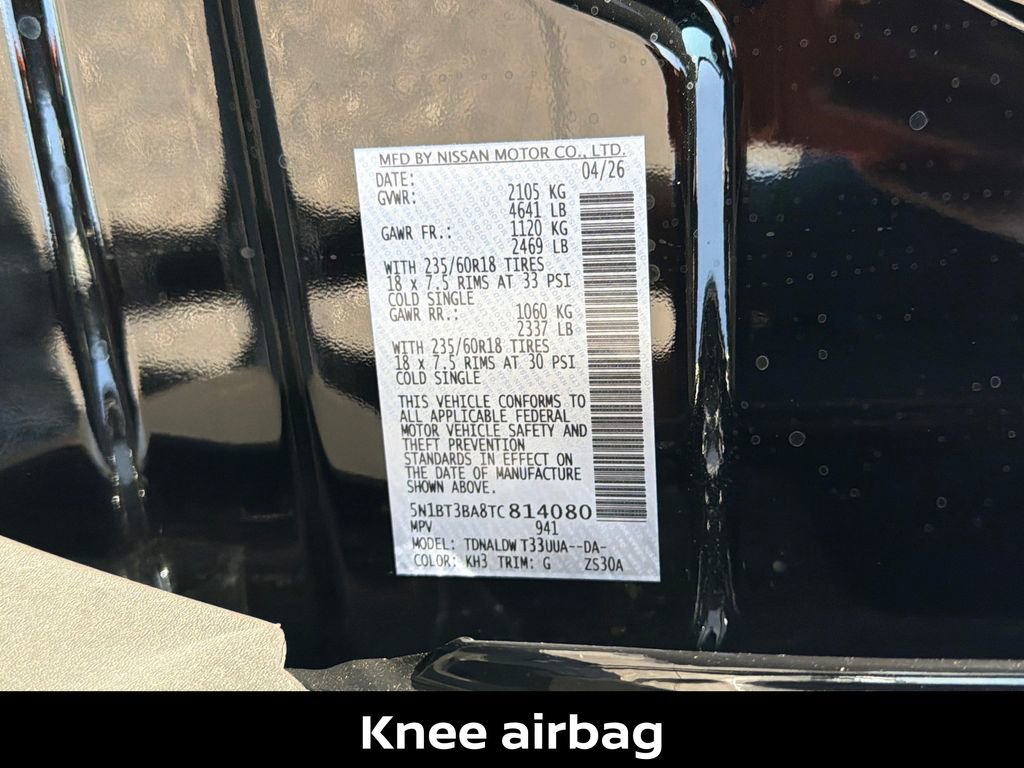 MFD BY NISSAN MOTOR CO., LTD.
DATE: 04/26
GVWR: 2105 KG
4641 LB
GAWR FR.: 1120 KG
2469 LB
WITH 235/60R18 TIRES
18 x 7.5 RIMS AT 33 PSI
COLD SINGLE
GAWR RR.: 1060 KG
2337 LB
WITH 235/60R18 TIRES
18 x 7.5 RIMS AT 30 PSI
COLD SINGLE
THIS VEHICLE CONFORMS TO
ALL APPLICABLE FEDERAL
MOTOR VEHICLE SAFETY AND
THEFT PREVENTION
STANDARDS IN EFFECT ON
THE DATE OF MANUFACTURE
SHOWN ABOVE.
5N1BT3BA8TC814080
MPV 941
MODEL: TDNALDW T33UUA--DA-
COLOR: KH3 TRIM: G ZS30A
Knee airbag